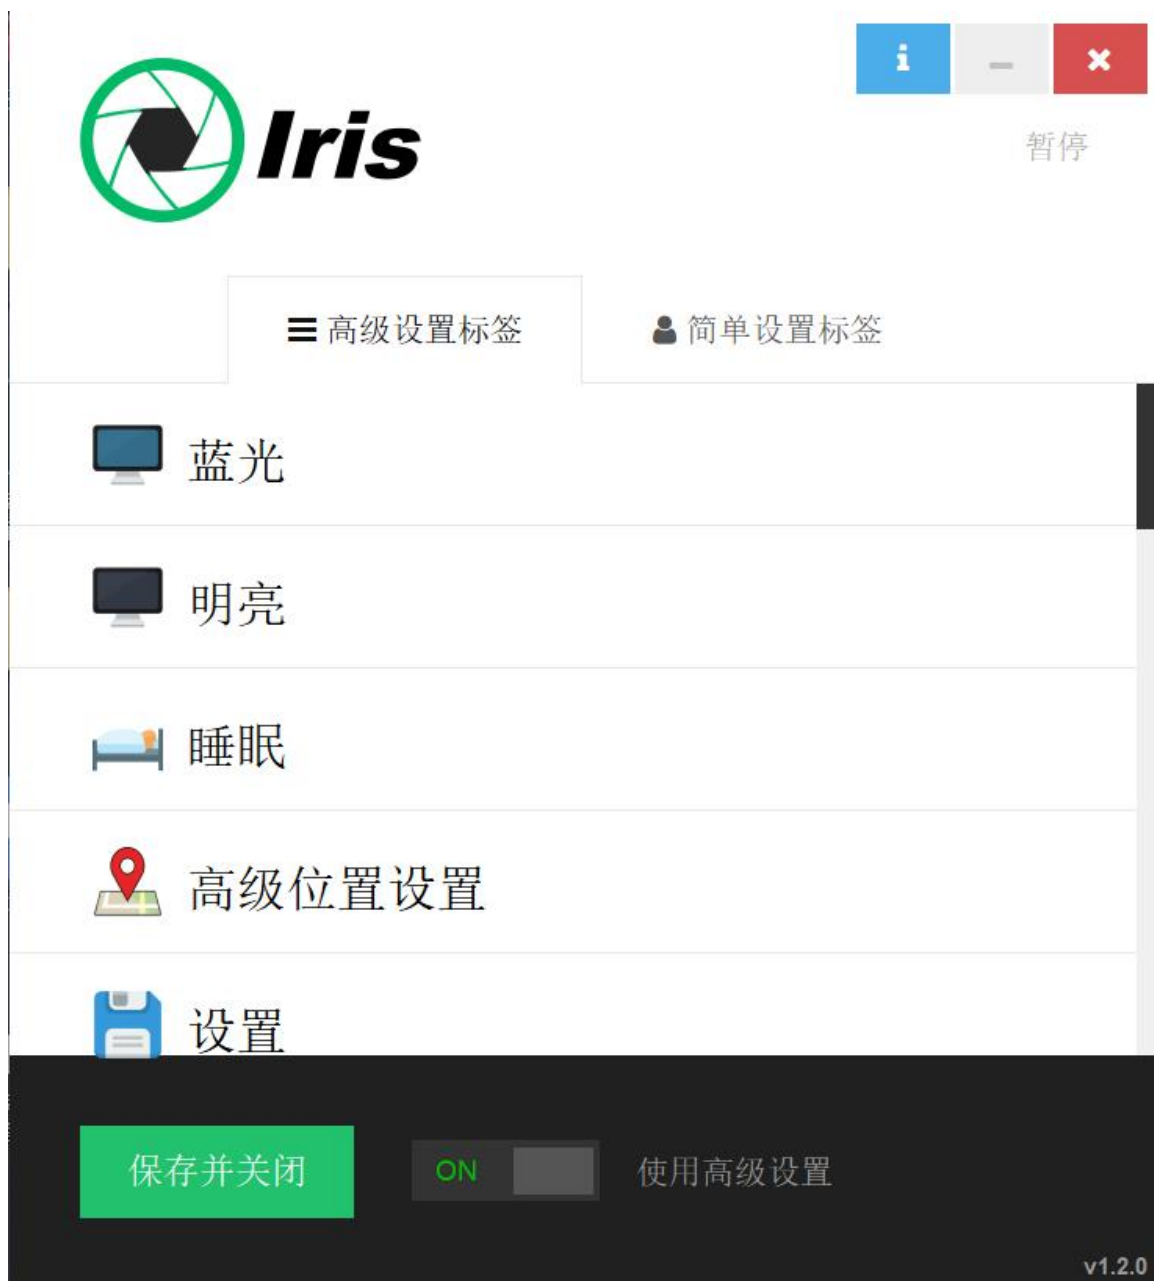 Iris
暂停
高级设置标签
简单设置标签
蓝光
明亮
睡眠
高级位置设置
设置
保存并关闭
ON
使用高级设置
v1.2.0